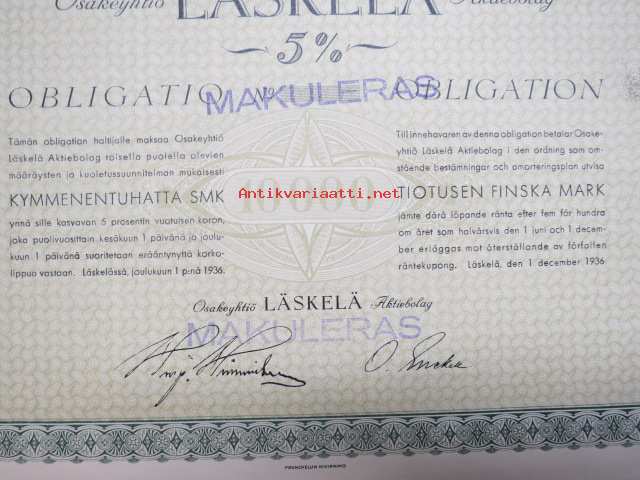 Osakeyhtiö LÄSKELÄ Aktiebolag
5%
OBLIGATIO No OBLIGATION
MAKULERAS
Tämän obligation haltijalle maksaa Osakeyhtiö
Läskelä Aktiebolag toisella puolella olevien
määräysten ja kuoletussuunnitelman mukaisesti
KYMMENENTUHATTA SMK
ynnä sille kasvavan 5 prosentin vuotuisen koron,
joka puolivuosittain kesäkuun 1 päivänä ja joulu-
kuun 1 päivänä suoritetaan erääntynyttä korko-
lippua vastaan. Läskelässä, joulukuun 1 p:nä 1936.
Till innehavaren av denna obligation betalar Osake-
yhtiö Läskelä Aktiebolag i den ordning som om-
stående bestämningar och amorteringsplan utvisa
TIOTUSEN FINSKA MARK
jämte därå löpande ränta efter fem för hundra
om året som halvårsvis den 1 juni och 1 decem-
ber erlägges mot återställande av förfallen
räntekupong. Läskelä, den 1 december 1936
10000
Antikvariaatti.net
Osakeyhtiö LÄSKELÄ Aktiebolag
MAKULERAS